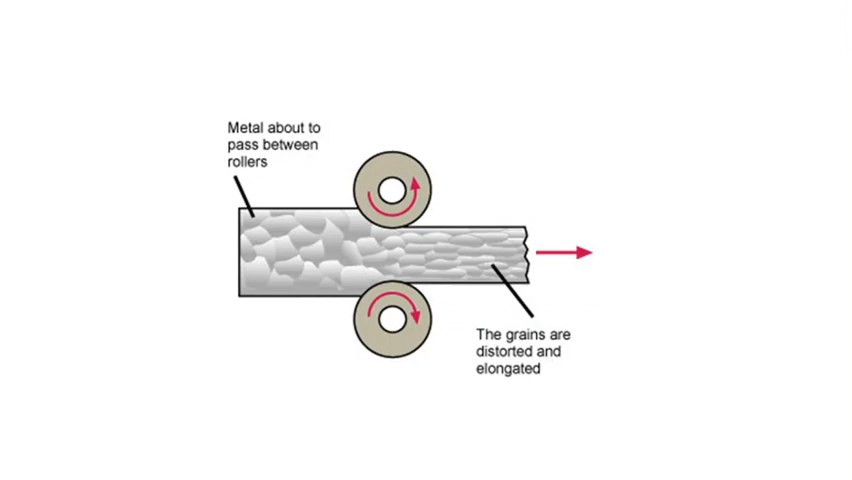 Metal about to
pass between
rollers
The grains are
distorted and
elongated